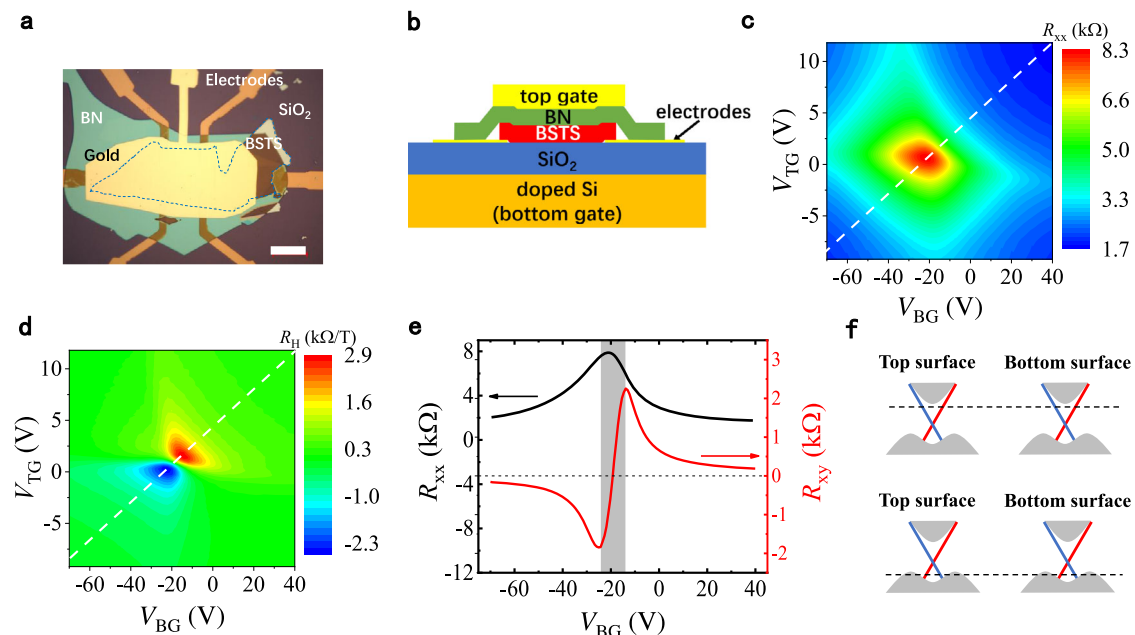 a
Electrodes
BN
SiO₂
BSTS
Gold
b
top gate
BN
BSTS
electrodes
SiO₂
doped Si
(bottom gate)
c
Rxx (kΩ)
10
5
0
-5
VTG (V)
-60 -40 -20 0 20 40
VBG (V)
8.3
6.6
5.0
3.3
1.7
d
RH (kΩ/T)
10
5
0
-5
VTG (V)
-60 -40 -20 0 20 40
VBG (V)
2.9
1.6
0.3
-1.0
-2.3
e
8
4
0
-4
-8
-12
Rxx (kΩ)
-60 -40 -20 0 20 40
VBG (V)
3
2
1
0
-1
-2
Rxy (kΩ)
f
Top surface Bottom surface
Top surface Bottom surface